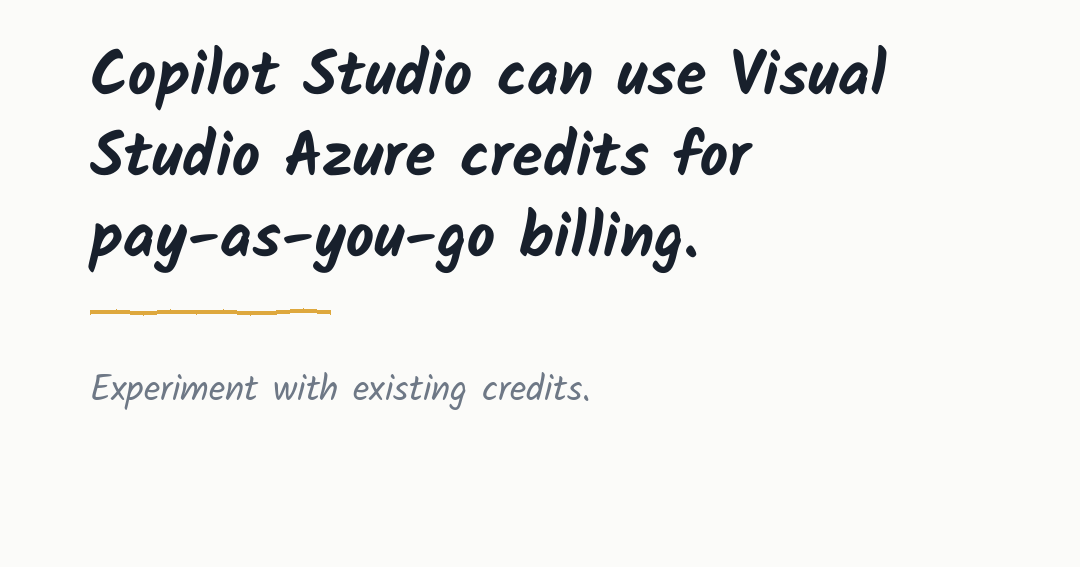 Copilot Studio can use Visual
Studio Azure credits for
pay-as-you-go billing.
Experiment with existing credits.